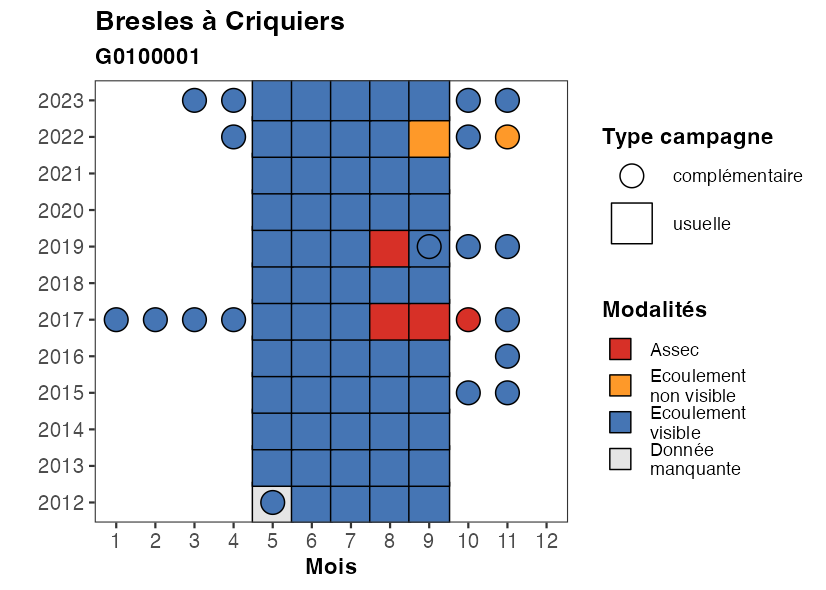 Bresles à Criquiers
G0100001
2023
2022
2021
2020
2019
2018
2017
2016
2015
2014
2013
2012
1 2 3 4 5 6 7 8 9 10 11 12
Mois
Type campagne
complémentaire
usuelle
Modalités
Assec
Ecoulement
non visible
Ecoulement
visible
Donnée
manquante